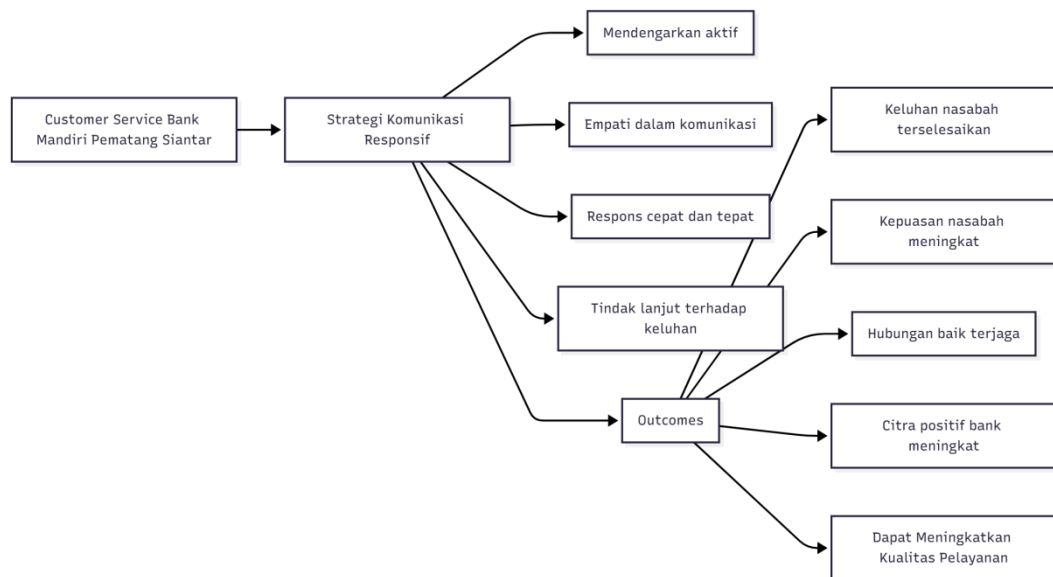 Customer Service Bank
Mandiri Pematang Siantar
Strategi Komunikasi
Responsif
Mendengarkan aktif
Empati dalam komunikasi
Respons cepat dan tepat
Tindak lanjut terhadap
keluhan
Outcomes
Keluhan nasabah
terselesaikan
Kepuasan nasabah
meningkat
Hubungan baik terjaga
Citra positif bank
meningkat
Dapat Meningkatkan
Kualitas Pelayanan